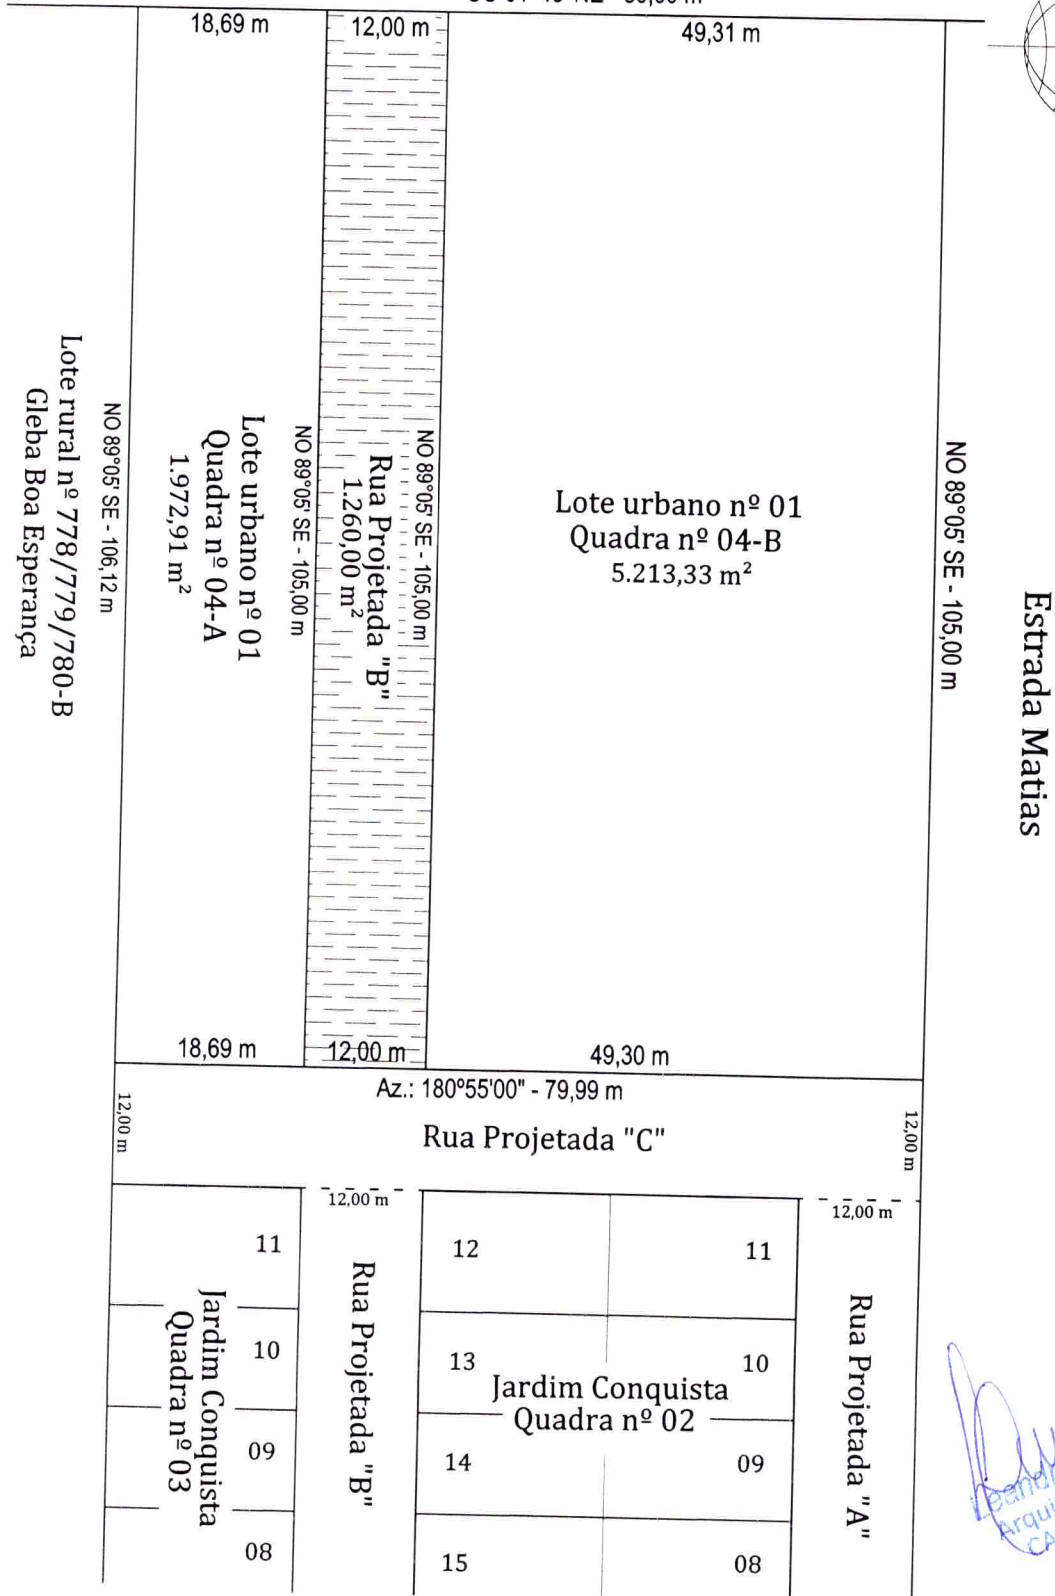 18,69 m
12,00 m
49,31 m
Lote rural nº 778/779/780-B
Gleba Boa Esperança
NO 89°05' SE - 106,12 m
Lote urbano nº 01
Quadra nº 04-A
1.972,91 m²
NO 89°05' SE - 105,00 m
Rua Projetada "B"
1.260,00 m²
NO 89°05' SE - 105,00 m
Lote urbano nº 01
Quadra nº 04-B
5.213,33 m²
NO 89°05' SE - 105,00 m
Estrada Matias
18,69 m
12,00 m
49,30 m
Az.: 180°55'00" - 79,99 m
12,00 m
Rua Projetada "C"
12,00 m
12,00 m
12,00 m
11
10
09
08
Jardim Conquista
Quadra nº 03
Rua Projetada "B"
12
11
13
10
Jardim Conquista
Quadra nº 02
14
09
15
08
Rua Projetada "A"